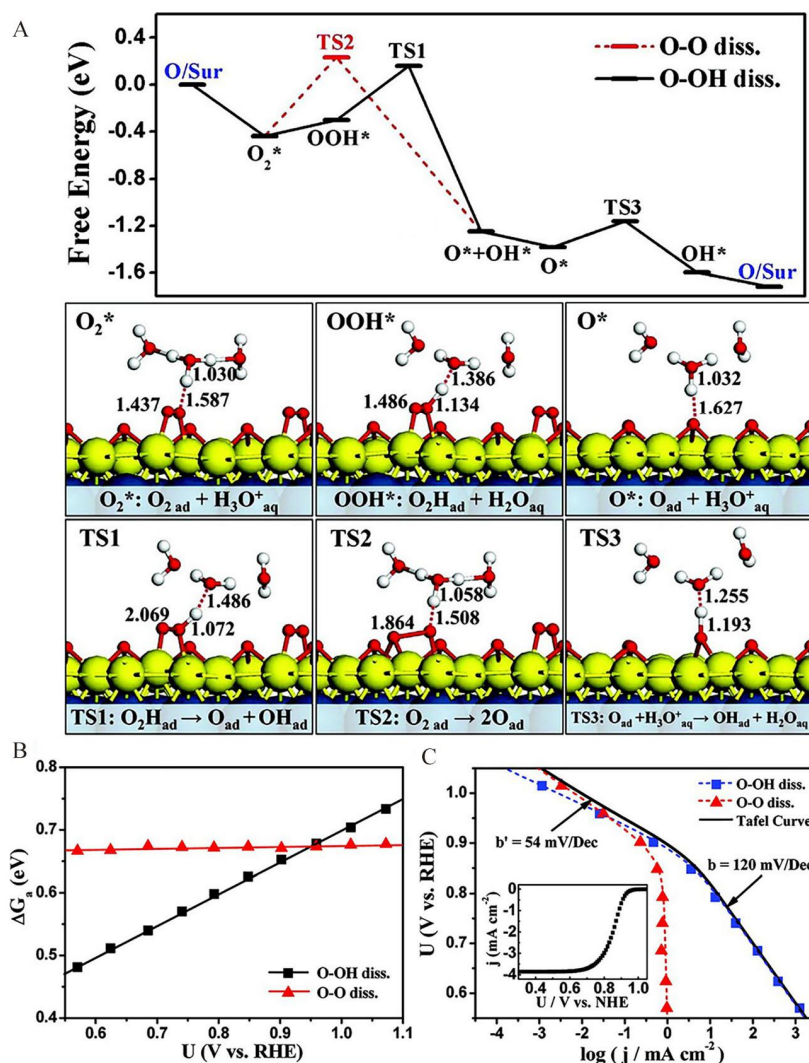 A
O/Sur
TS2
TS1
O-O diss.
O-OH diss.
0.4
0.0
-0.4
-0.8
-1.2
-1.6
Free Energy (eV)
O₂*
OOH*
O*+OH*
O*
TS3
OH*
O/Sur
O₂*
1.030
1.437
1.587
O₂*: O₂ ad + H₃O⁺aq
OOH*
1.386
1.486
1.134
OOH*: O₂Had + H₂Oaq
O*
1.032
1.627
O*: Oad + H₃O⁺aq
TS1
1.486
2.069
1.072
TS1: O₂Had → Oad + OHad
TS2
1.058
1.864
1.508
TS2: O₂ ad → 2Oad
TS3
1.255
1.193
TS3: Oad +H₃O⁺aq → OHad + H₂Oaq
B
0.8
0.7
0.6
0.5
0.4
ΔGa (eV)
O-OH diss.
O-O diss.
0.6 0.7 0.8 0.9 1.0 1.1
U (V vs. RHE)
C
1.0
0.9
0.8
0.7
0.6
U (V vs. RHE)
O-OH diss.
O-O diss.
Tafel Curve
b' = 54 mV/Dec
b = 120 mV/Dec
0
-1
-2
-3
-4
j (mA cm⁻²)
0.4 0.6 0.8 1.0
U / V vs. NHE
-4 -3 -2 -1 0 1 2 3
log ( j / mA cm⁻²)